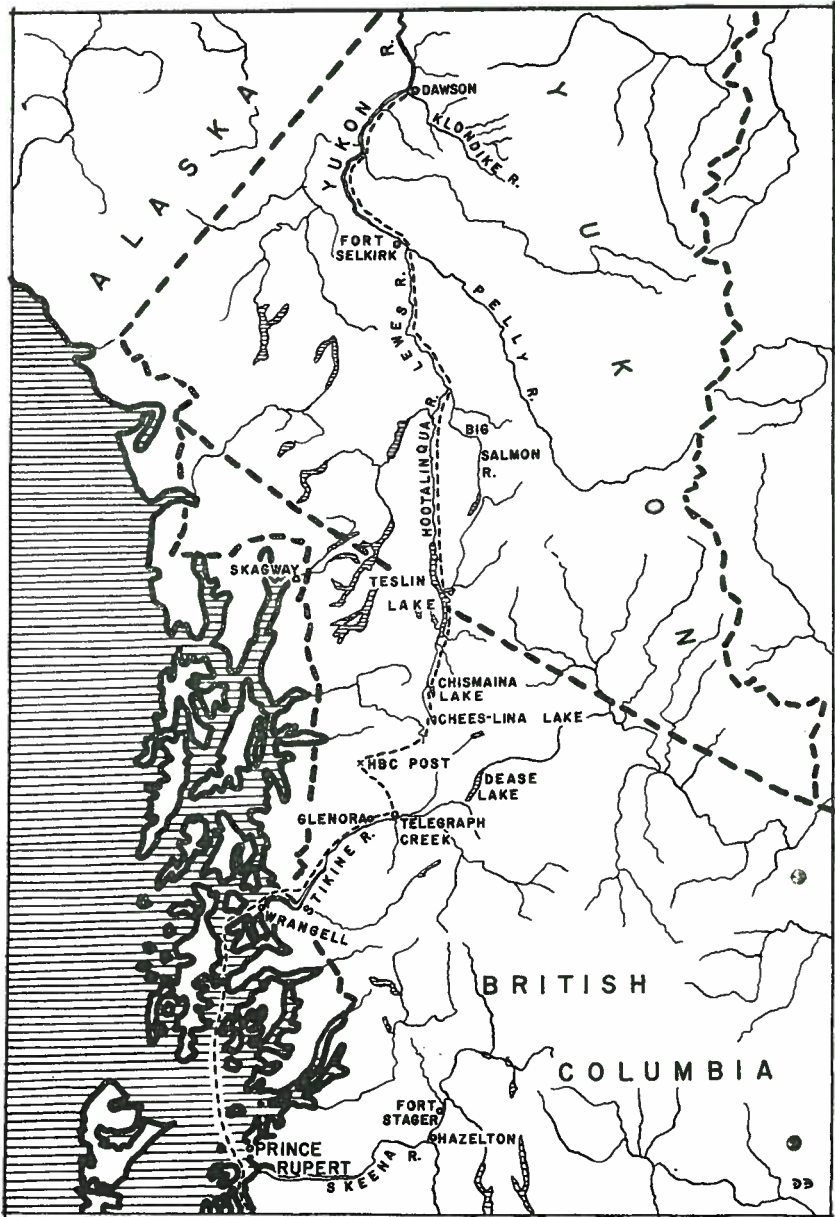 ALASKA
YUKON R.
DAWSON
KLONDIKE R.
YUKON
FORT
SELKIRK
LEWES R.
PELLY R.
HOOTALINQUA R.
BIG
SALMON
R.
SKAGWAY
TESLIN
LAKE
CHISMAINA
LAKE
CHEES-LINA LAKE
HBC POST
DEASE
LAKE
GLENORA
TELEGRAPH
CREEK
STIKINE R.
WRANGELL
BRITISH
COLUMBIA
FORT
STAGER
HAZELTON
PRINCE
RUPERT
SKEENA R.